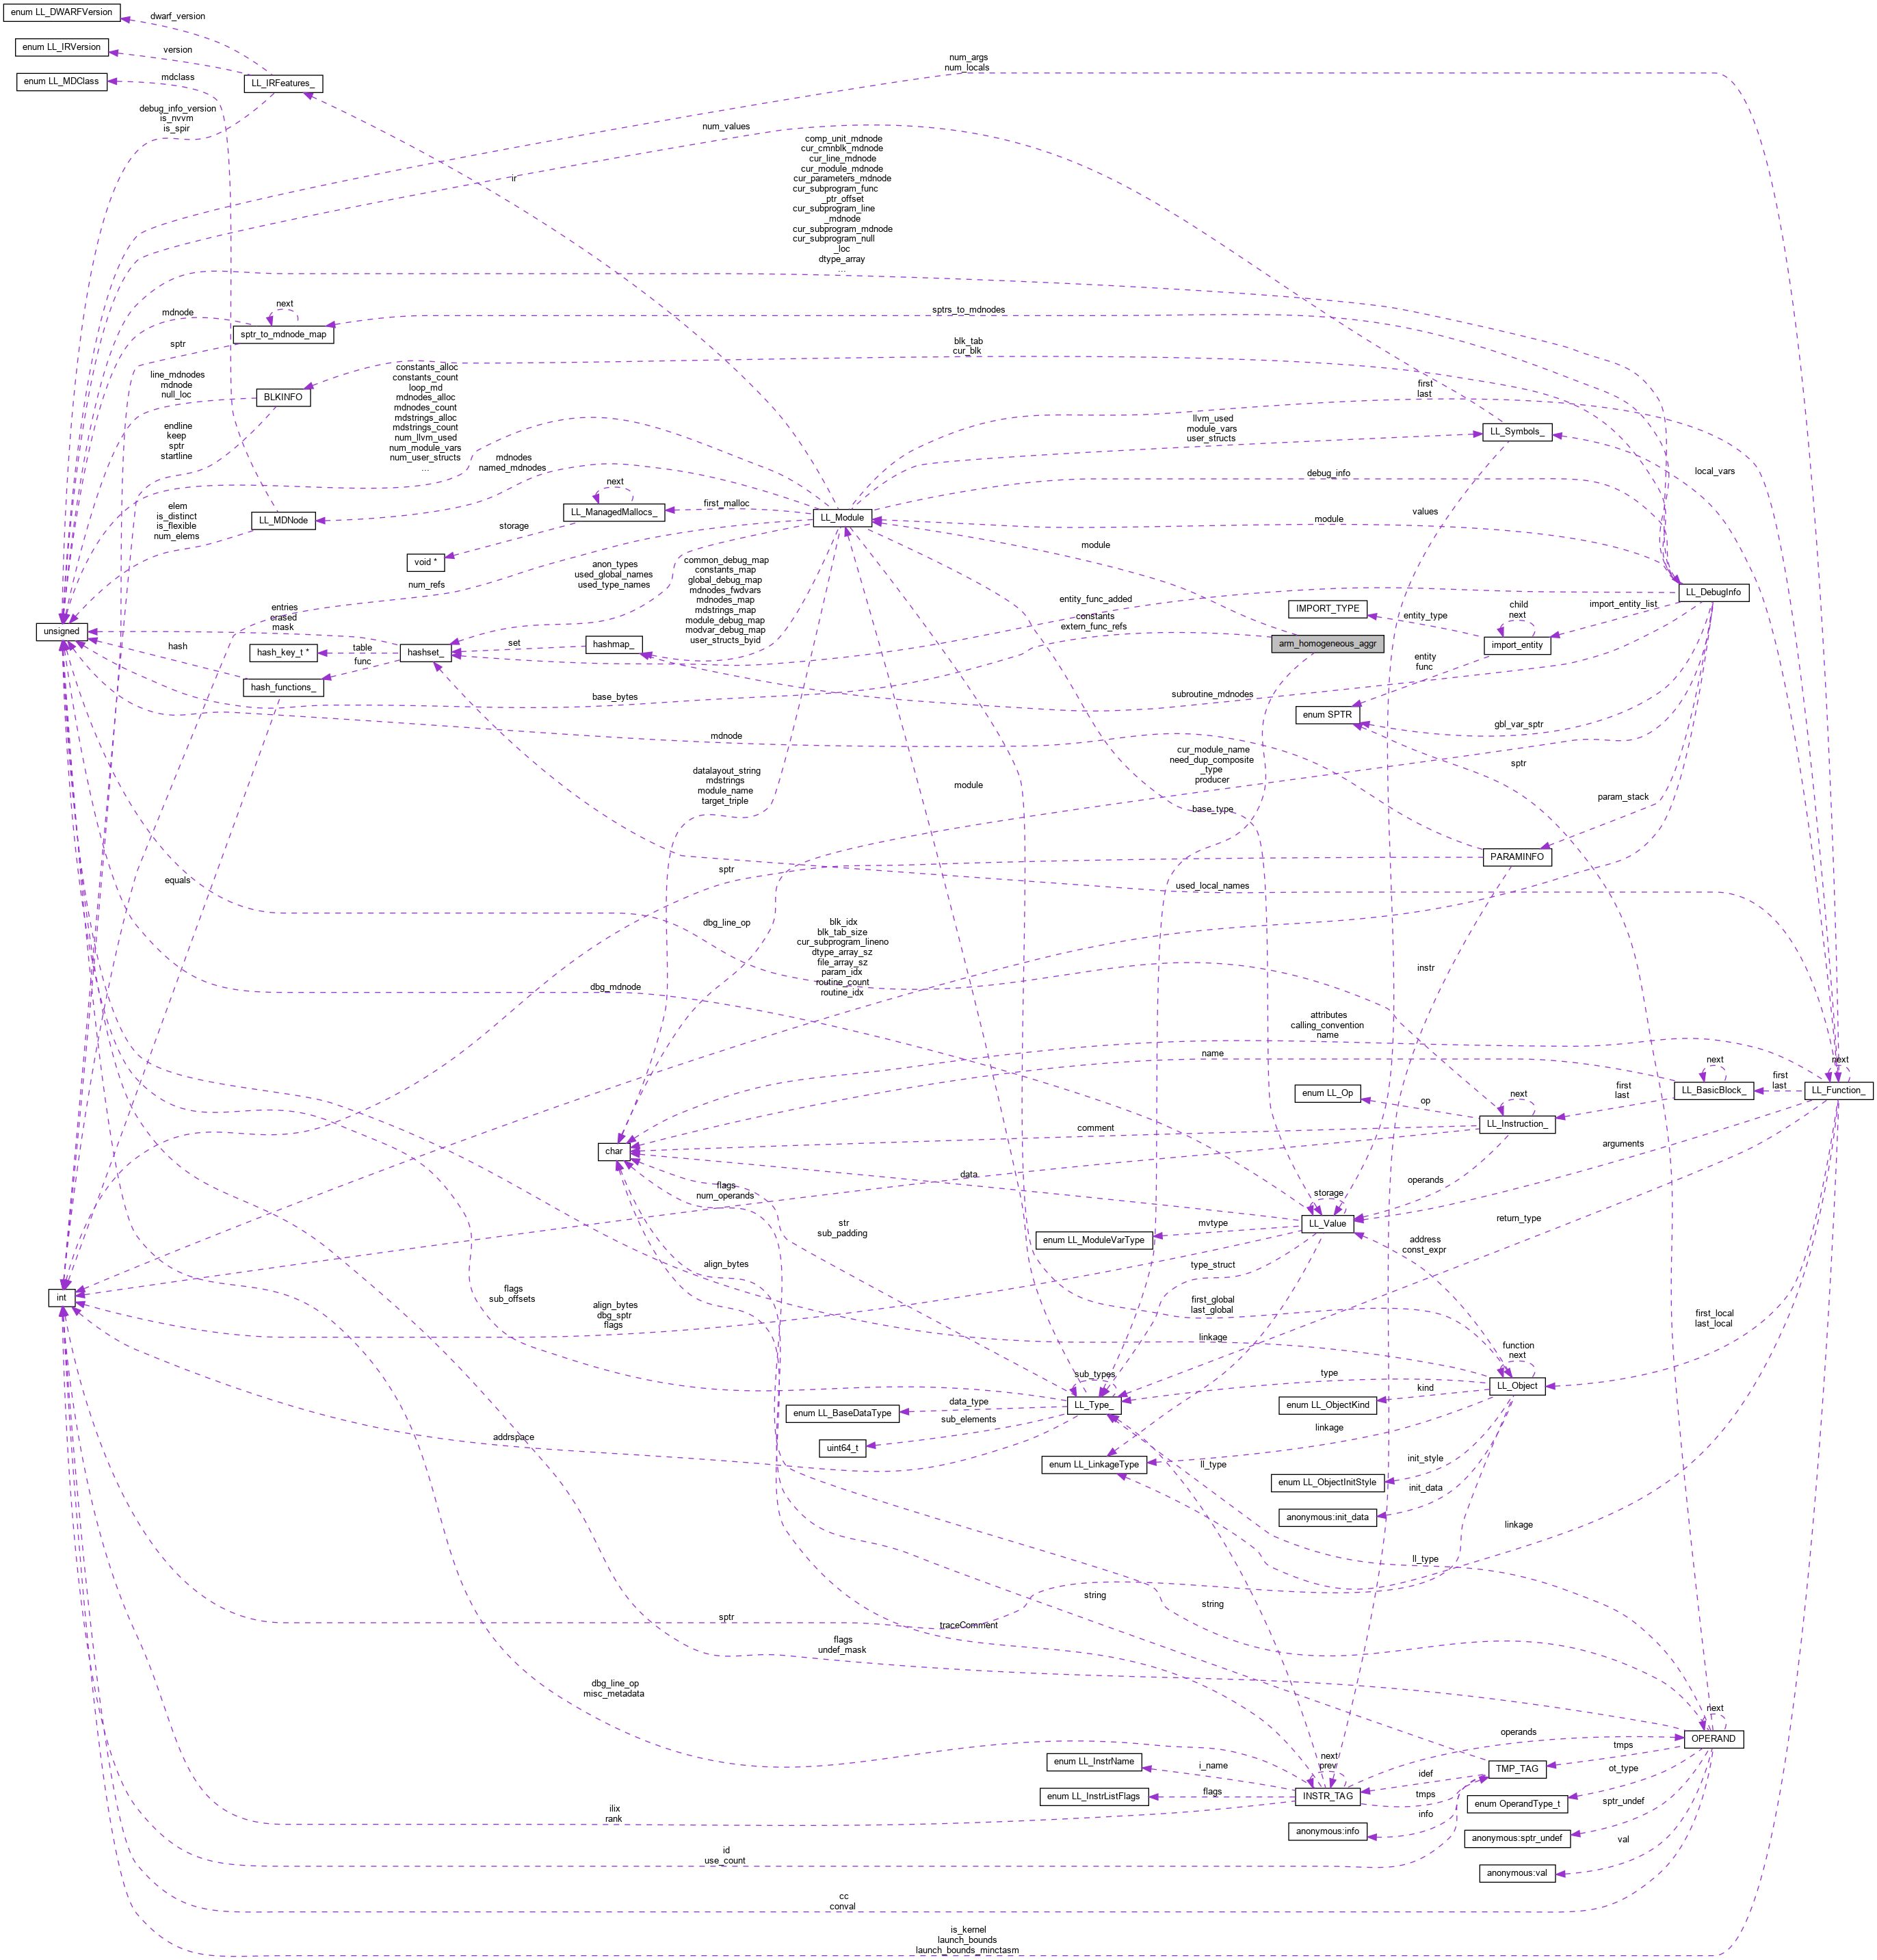 enum LL_DWARFVersion
dwarf_version
enum LL_IRVersion
version
enum LL_MDClass
mdclass
LL_IRFeatures_
num_args
num_locals
debug_info_version
is_nvvm
is_spir
num_values
ir
comp_unit_mdnode
cur_cmnblk_mdnode
cur_line_mdnode
cur_module_mdnode
cur_parameters_mdnode
cur_subprogram_func
_ptr_offset
cur_subprogram_line
_mdnode
cur_subprogram_mdnode
cur_subprogram_null
_loc
dtype_array
...
next
mdnode
sptr_to_mdnode_map
sptrs_to_mdnodes
sptr
blk_tab
cur_blk
line_mdnodes
mdnode
null_loc
BLKINFO
constants_alloc
constants_count
loop_md
mdnodes_alloc
mdnodes_count
mdstrings_alloc
mdstrings_count
num_llvm_used
num_module_vars
num_user_structs
...
first
last
endline
keep
sptr
startline
llvm_used
module_vars
user_structs
LL_Symbols_
mdnodes
named_mdnodes
debug_info
local_vars
elem
is_distinct
is_flexible
num_elems
LL_MDNode
next
LL_ManagedMallocs_
first_malloc
LL_Module
values
module
storage
void *
module
num_refs
anon_types
used_global_names
used_type_names
common_debug_map
constants_map
global_debug_map
mdnodes_fwdvars
mdnodes_map
mdstrings_map
module_debug_map
modvar_debug_map
user_structs_byid
LL_DebugInfo
entity_func_added
IMPORT_TYPE
import_entity_list
entity_type
child
next
import_entity
constants
extern_func_refs
entries
erased
mask
unsigned
hash
hash_key_t *
table
func
hashset_
set
hashmap_
arm_homogeneous_aggr
entity
func
hash_functions_
base_bytes
subroutine_mdnodes
enum SPTR
gbl_var_sptr
mdnode
cur_module_name
need_dup_composite
_type
producer
sptr
datalayout_string
mdstrings
module_name
target_triple
module
base_type
param_stack
PARAMINFO
equals
sptr
used_local_names
dbg_line_op
blk_idx
blk_tab_size
cur_subprogram_lineno
dtype_array_sz
file_array_sz
param_idx
routine_count
routine_idx
instr
dbg_mdnode
attributes
calling_convention
name
name
next
LL_BasicBlock_
first
last
next
LL_Function_
enum LL_Op
op
next
LL_Instruction_
first
last
char
comment
arguments
data
operands
flags
num_operands
storage
LL_Value
return_type
str
sub_padding
mvtype
enum LL_ModuleVarType
address
const_expr
align_bytes
type_struct
int
flags
sub_offsets
align_bytes
dbg_sptr
flags
first_global
last_global
first_local
last_local
linkage
function
next
LL_Object
sub_types
LL_Type_
type
kind
enum LL_ObjectKind
data_type
enum LL_BaseDataType
sub_elements
uint64_t
addrspace
linkage
enum LL_LinkageType
ll_type
init_style
enum LL_ObjectInitStyle
init_data
anonymous:init_data
linkage
ll_type
string
string
sptr
traceComment
flags
undef_mask
dbg_line_op
misc_metadata
next
OPERAND
operands
tmps
enum LL_InstrName
i_name
next
prev
INSTR_TAG
idef
TMP_TAG
tmps
ot_type
enum LL_InstrListFlags
flags
enum OperandType_t
sptr_undef
ilix
rank
info
anonymous:info
anonymous:sptr_undef
val
id
use_count
anonymous:val
cc
conval
is_kernel
launch_bounds
launch_bounds_minctasm